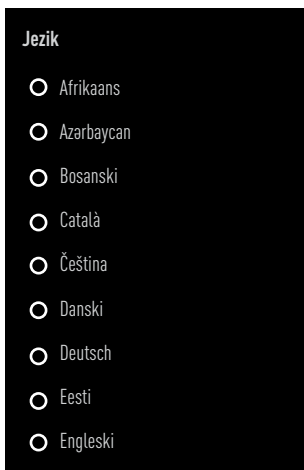 Jezik
Afrikaans
Azərbaycan
Bosanski
Català
Čeština
Danski
Deutsch
Eesti
Engleski